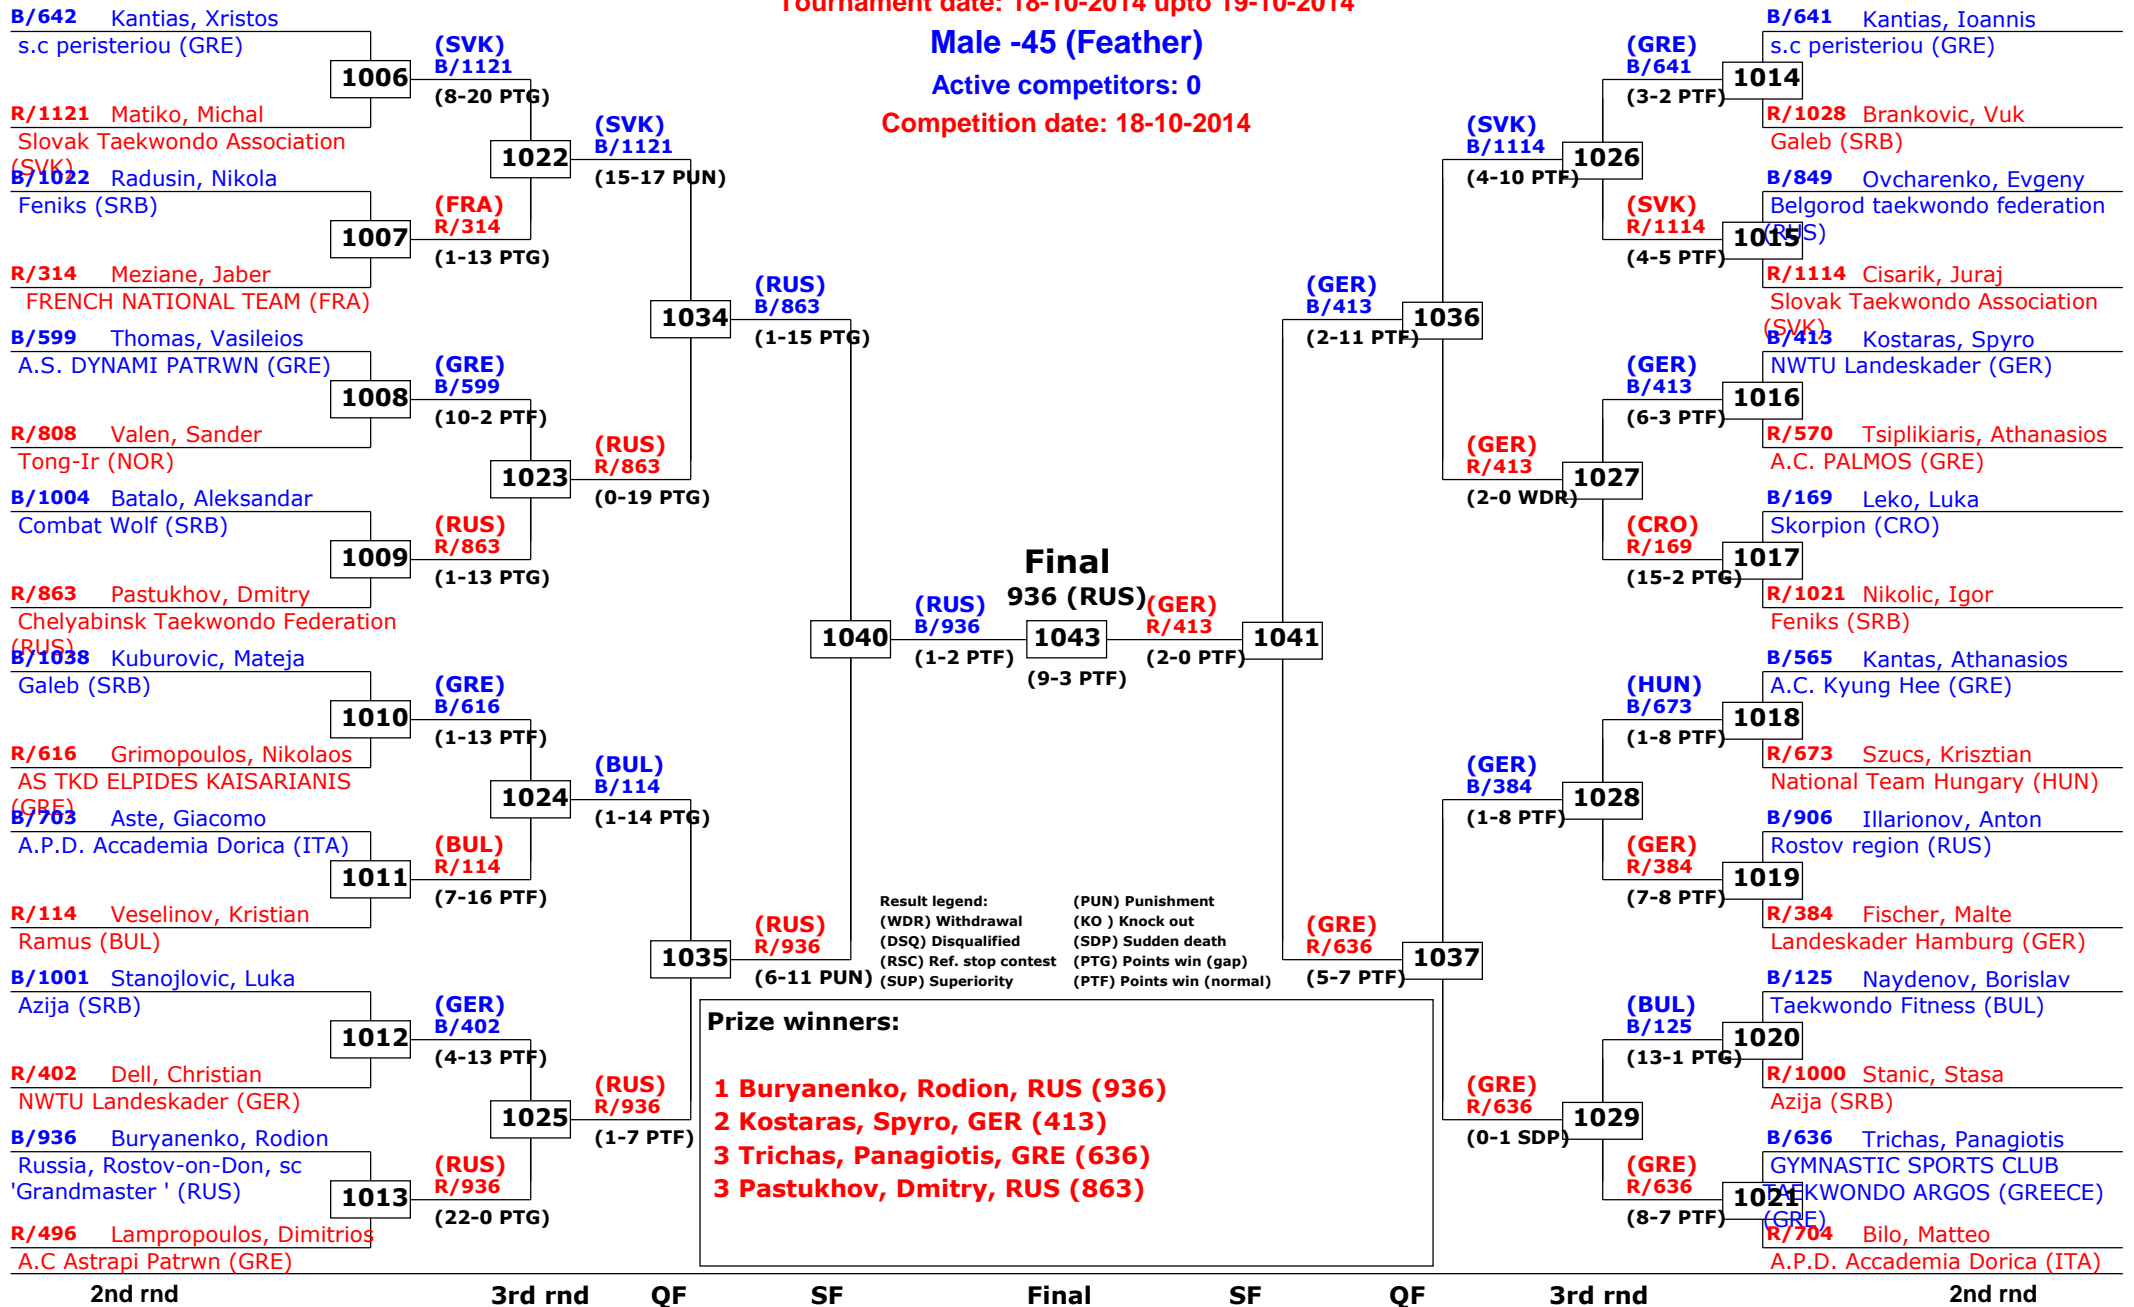 Tournament date: 18-10-2014 upto 19-10-2014
Male -45 (Feather)
Active competitors: 0
Competition date: 18-10-2014
B/642 Kantias, Xristos
s.c peristeriou (GRE)
1006
R/1121 Matiko, Michal
Slovak Taekwondo Association
(SVK)
B/1022 Radusin, Nikola
Feniks (SRB)
1007
R/314 Meziane, Jaber
FRENCH NATIONAL TEAM (FRA)
B/599 Thomas, Vasileios
A.S. DYNAMI PATRWN (GRE)
1008
R/808 Valen, Sander
Tong-Ir (NOR)
B/1004 Batalo, Aleksandar
Combat Wolf (SRB)
1009
R/863 Pastukhov, Dmitry
Chelyabinsk Taekwondo Federation
(RUS)
B/1038 Kuburovic, Mateja
Galeb (SRB)
1010
R/616 Grimopoulos, Nikolaos
AS TKD ELPIDES KAISARIANIS
(GRE)
B/703 Aste, Giacomo
A.P.D. Accademia Dorica (ITA)
1011
R/114 Veselinov, Kristian
Ramus (BUL)
B/1001 Stanojlovic, Luka
Azija (SRB)
1012
R/402 Dell, Christian
NWTU Landeskader (GER)
B/936 Buryanenko, Rodion
Russia, Rostov-on-Don, sc
'Grandmaster ' (RUS)
1013
R/496 Lampropoulos, Dimitrios
A.C Astrapi Patrwn (GRE)
(SVK)
B/1121
(8-20 PTG)
1022
(FRA)
R/314
(1-13 PTG)
(GRE)
B/599
(10-2 PTF)
1023
(RUS)
R/863
(1-13 PTG)
(GRE)
B/616
(1-13 PTF)
1024
(BUL)
R/114
(7-16 PTF)
(GER)
B/402
(4-13 PTF)
1025
(RUS)
R/936
(22-0 PTG)
(SVK)
B/1121
(15-17 PUN)
1034
(RUS)
R/863
(0-19 PTG)
(BUL)
B/114
(1-14 PTG)
1035
(RUS)
R/936
(1-7 PTF)
(RUS)
B/863
(1-15 PTG)
1040
(RUS)
R/936
(6-11 PUN)
(RUS)
B/936
(1-2 PTF)
Final
936 (RUS)
1043
(9-3 PTF)
(GER)
R/413
(2-0 PTF)
1041
(GER)
B/413
(2-11 PTF)
1036
(GRE)
R/636
(5-7 PTF)
1037
(SVK)
B/1114
(4-10 PTF)
1026
(GER)
R/413
(2-0 WDR)
1027
(GER)
B/384
(1-8 PTF)
1028
(GRE)
R/636
(0-1 SDP)
1029
(GRE)
B/641
(3-2 PTF)
1014
(SVK)
R/1114
(4-5 PTF)
1015
(GER)
B/413
(6-3 PTF)
1016
(CRO)
R/169
(15-2 PTG)
1017
(HUN)
B/673
(1-8 PTF)
1018
(GER)
R/384
(7-8 PTF)
1019
(BUL)
B/125
(13-1 PTG)
1020
(GRE)
R/636
(8-7 PTF)
1021
B/641 Kantias, Ioannis
s.c peristeriou (GRE)
R/1028 Brankovic, Vuk
Galeb (SRB)
B/849 Ovcharenko, Evgeny
Belgorod taekwondo federation
(RUS)
R/1114 Cisarik, Juraj
Slovak Taekwondo Association
(SVK)
B/413 Kostaras, Spyro
NWTU Landeskader (GER)
R/570 Tsiplikiaris, Athanasios
A.C. PALMOS (GRE)
B/169 Leko, Luka
Skorpion (CRO)
R/1021 Nikolic, Igor
Feniks (SRB)
B/565 Kantas, Athanasios
A.C. Kyung Hee (GRE)
R/673 Szucs, Krisztian
National Team Hungary (HUN)
B/906 Illarionov, Anton
Rostov region (RUS)
R/384 Fischer, Malte
Landeskader Hamburg (GER)
B/125 Naydenov, Borislav
Taekwondo Fitness (BUL)
R/1000 Stanic, Stasa
Azija (SRB)
B/636 Trichas, Panagiotis
GYMNASTIC SPORTS CLUB
TAEKWONDO ARGOS (GREECE)
(GRE)
R/704 Bilo, Matteo
A.P.D. Accademia Dorica (ITA)
Result legend:
(WDR) Withdrawal
(DSQ) Disqualified
(RSC) Ref. stop contest
(SUP) Superiority
(PUN) Punishment
(KO ) Knock out
(SDP) Sudden death
(PTG) Points win (gap)
(PTF) Points win (normal)
Prize winners:
1 Buryanenko, Rodion, RUS (936)
2 Kostaras, Spyro, GER (413)
3 Trichas, Panagiotis, GRE (636)
3 Pastukhov, Dmitry, RUS (863)
2nd rnd 3rd rnd QF SF Final SF QF 3rd rnd 2nd rnd